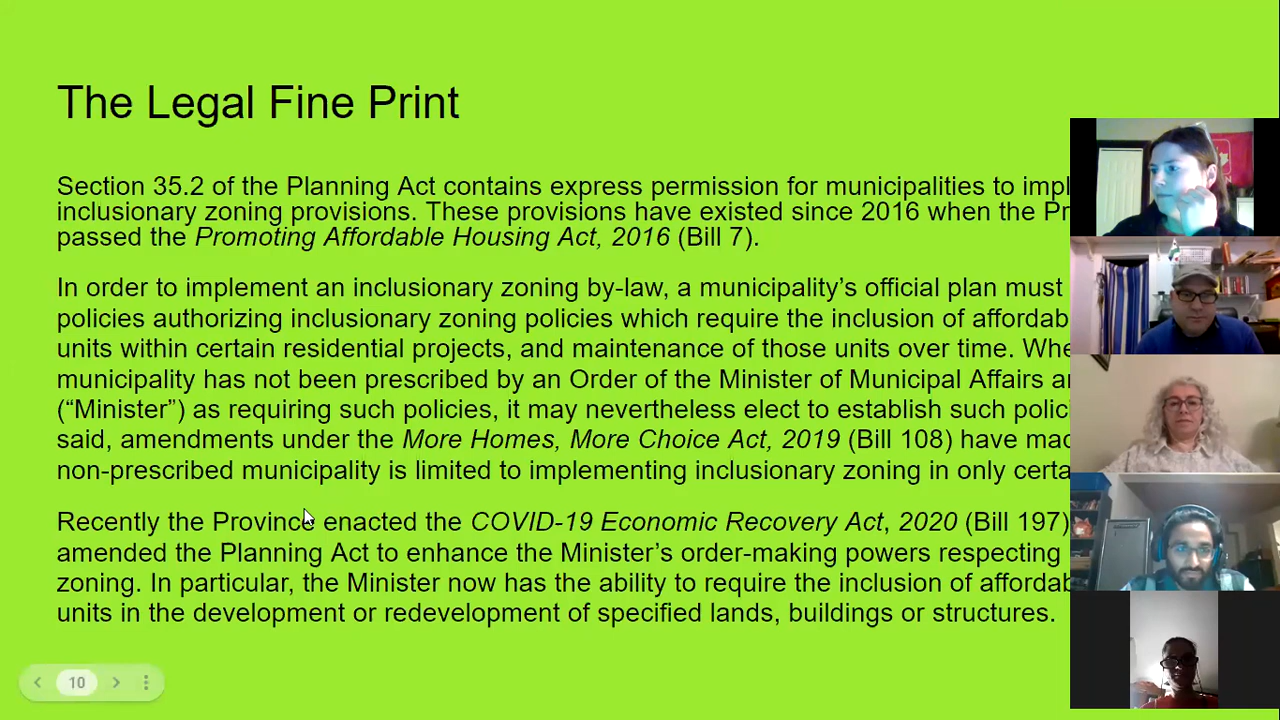 The Legal Fine Print
Section 35.2 of the Planning Act contains express permission for municipalities to
inclusionary zoning provisions. These provisions have existed since 2016 when the
passed the Promoting Affordable Housing Act, 2016 (Bill 7).
In order to implement an inclusionary zoning by-law, a municipality’s official plan must
policies authorizing inclusionary zoning policies which require the inclusion of
units within certain residential projects, and maintenance of those units over time.
municipality has not been prescribed by an Order of the Minister of Municipal Affairs
(“Minister”) as requiring such policies, it may nevertheless elect to establish such
said, amendments under the More Homes, More Choice Act, 2019 (Bill 108) have
non-prescribed municipality is limited to implementing inclusionary zoning in only
Recently the Province enacted the COVID-19 Economic Recovery Act, 2020 (Bill 197)
amended the Planning Act to enhance the Minister’s order-making powers respecting
zoning. In particular, the Minister now has the ability to require the inclusion of
units in the development or redevelopment of specified lands, buildings or structures.
10